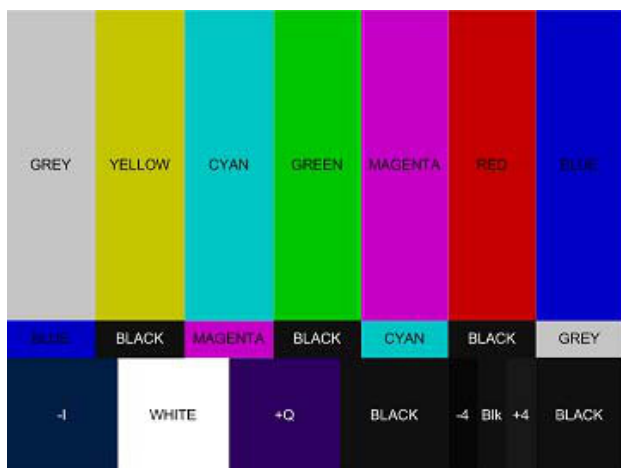 GREY YELLOW CYAN GREEN MAGENTA RED BLUE
BLUE BLACK MAGENTA BLACK CYAN BLACK GREY
-I WHITE +Q BLACK -4 Blk +4 BLACK